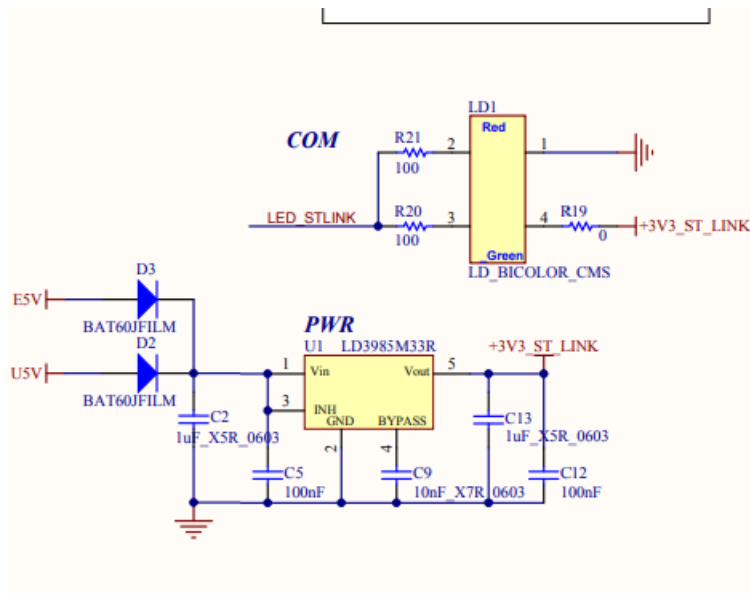 LD1
Red
COM
R21
2
1
100
R20
3
4
R19
LED_STLINK
100
0
+3V3_ST_LINK
_Green
LD_BICOLOR_CMS
D3
E5V
BAT60JFILM
PWR
D2
U1
LD3985M33R
+3V3_ST_LINK
U5V
1
Vin
Vout
5
BAT60JFILM
3
INH
GND
BYPASS
C2
1uF_X5R_0603
C13
1uF_X5R_0603
2
4
C5
100nF
C9
10nF_X7R_0603
C12
100nF